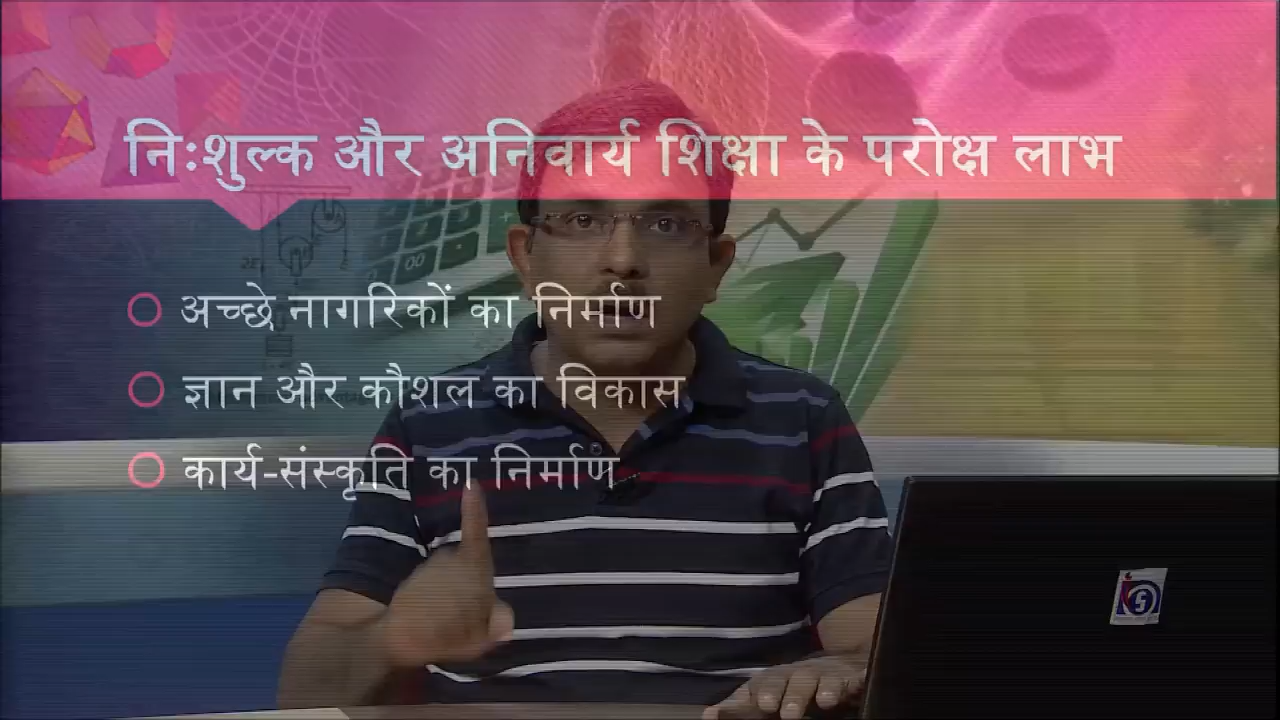 निःशुल्क और अनिवार्य शिक्षा के परोक्ष लाभ
अच्छे नागरिकों का निर्माण
ज्ञान और कौशल का विकास
कार्य-संस्कृति का निर्माण